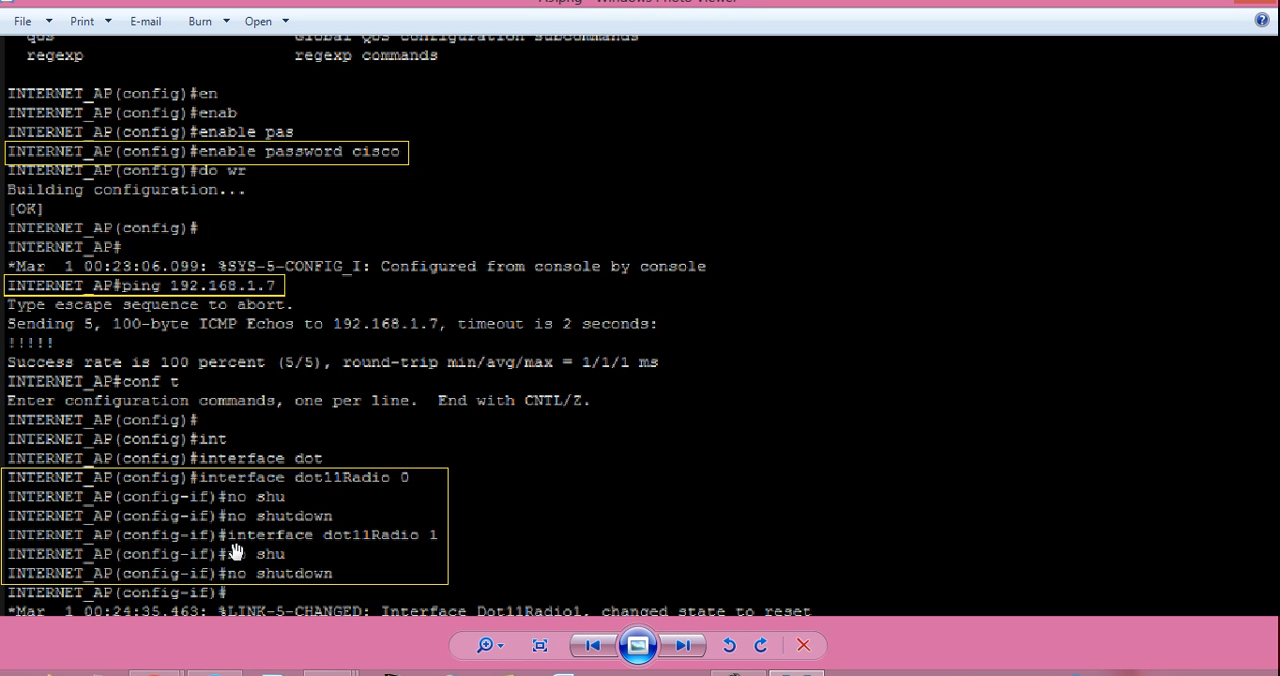 File Print E-mail Burn Open
qos Global QoS configuration subcommands
regexp regexp commands
INTERNET_AP(config)#en
INTERNET_AP(config)#enab
INTERNET_AP(config)#enable pas
INTERNET_AP(config)#enable password cisco
INTERNET_AP(config)#do wr
Building configuration...
[OK]
INTERNET_AP(config)#
INTERNET_AP#
*Mar  1 00:23:06.099: %SYS-5-CONFIG_I: Configured from console by console
INTERNET_AP#ping 192.168.1.7
Type escape sequence to abort.
Sending 5, 100-byte ICMP Echos to 192.168.1.7, timeout is 2 seconds:
!!!!!
Success rate is 100 percent (5/5), round-trip min/avg/max = 1/1/1 ms
INTERNET_AP#conf t
Enter configuration commands, one per line.  End with CNTL/Z.
INTERNET_AP(config)#
INTERNET_AP(config)#int
INTERNET_AP(config)#interface dot
INTERNET_AP(config)#interface dot11Radio 0
INTERNET_AP(config-if)#no shu
INTERNET_AP(config-if)#no shutdown
INTERNET_AP(config-if)#interface dot11Radio 1
INTERNET_AP(config-if)# shu
INTERNET_AP(config-if)#no shutdown
INTERNET_AP(config-if)#
*Mar  1 00:24:35.463: %LINK-5-CHANGED: Interface Dot11Radio1, changed state to reset